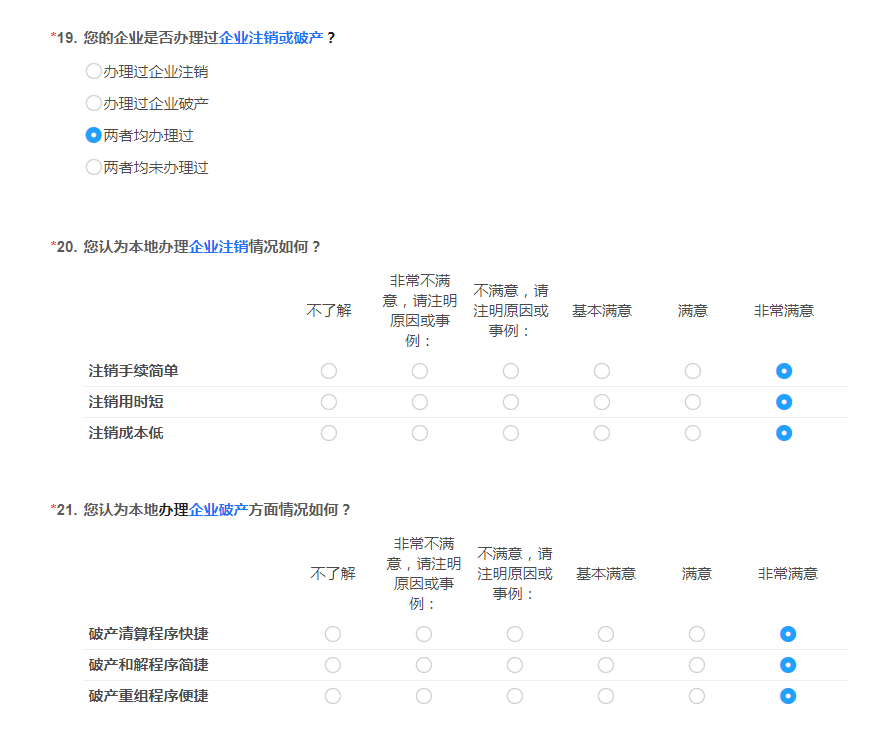 *19. 您的企业是否办理过企业注销或破产？
办理过企业注销
办理过企业破产
两者均办理过
两者均未办理过
*20. 您认为本地办理企业注销情况如何？
不了解
非常不满
意，请注明
原因或事
例：
不满意，请
注明原因或
事例：
基本满意
满意
非常满意
注销手续简单
注销用时短
注销成本低
*21. 您认为本地办理企业破产方面情况如何？
不了解
非常不满
意，请注明
原因或事
例：
不满意，请
注明原因或
事例：
基本满意
满意
非常满意
破产清算程序快捷
破产和解程序简捷
破产重组程序便捷